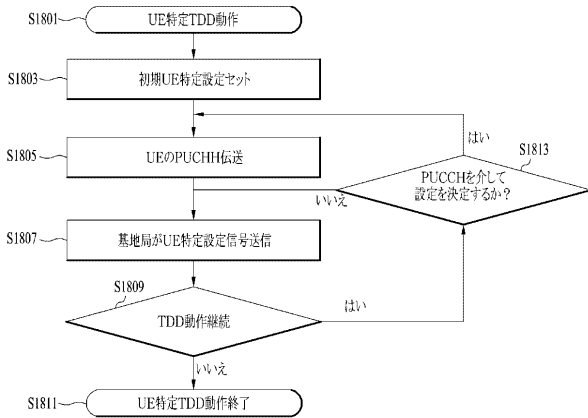 S1801
UE特定TDD動作
S1803
初期UE特定設定セット
はい
S1805
UEのPUCHH伝送
S1813
PUCCHを介して
設定を決定するか？
いいえ
S1807
基地局がUE特定設定信号送信
S1809
TDD動作継続
はい
いいえ
S1811
UE特定TDD動作終了